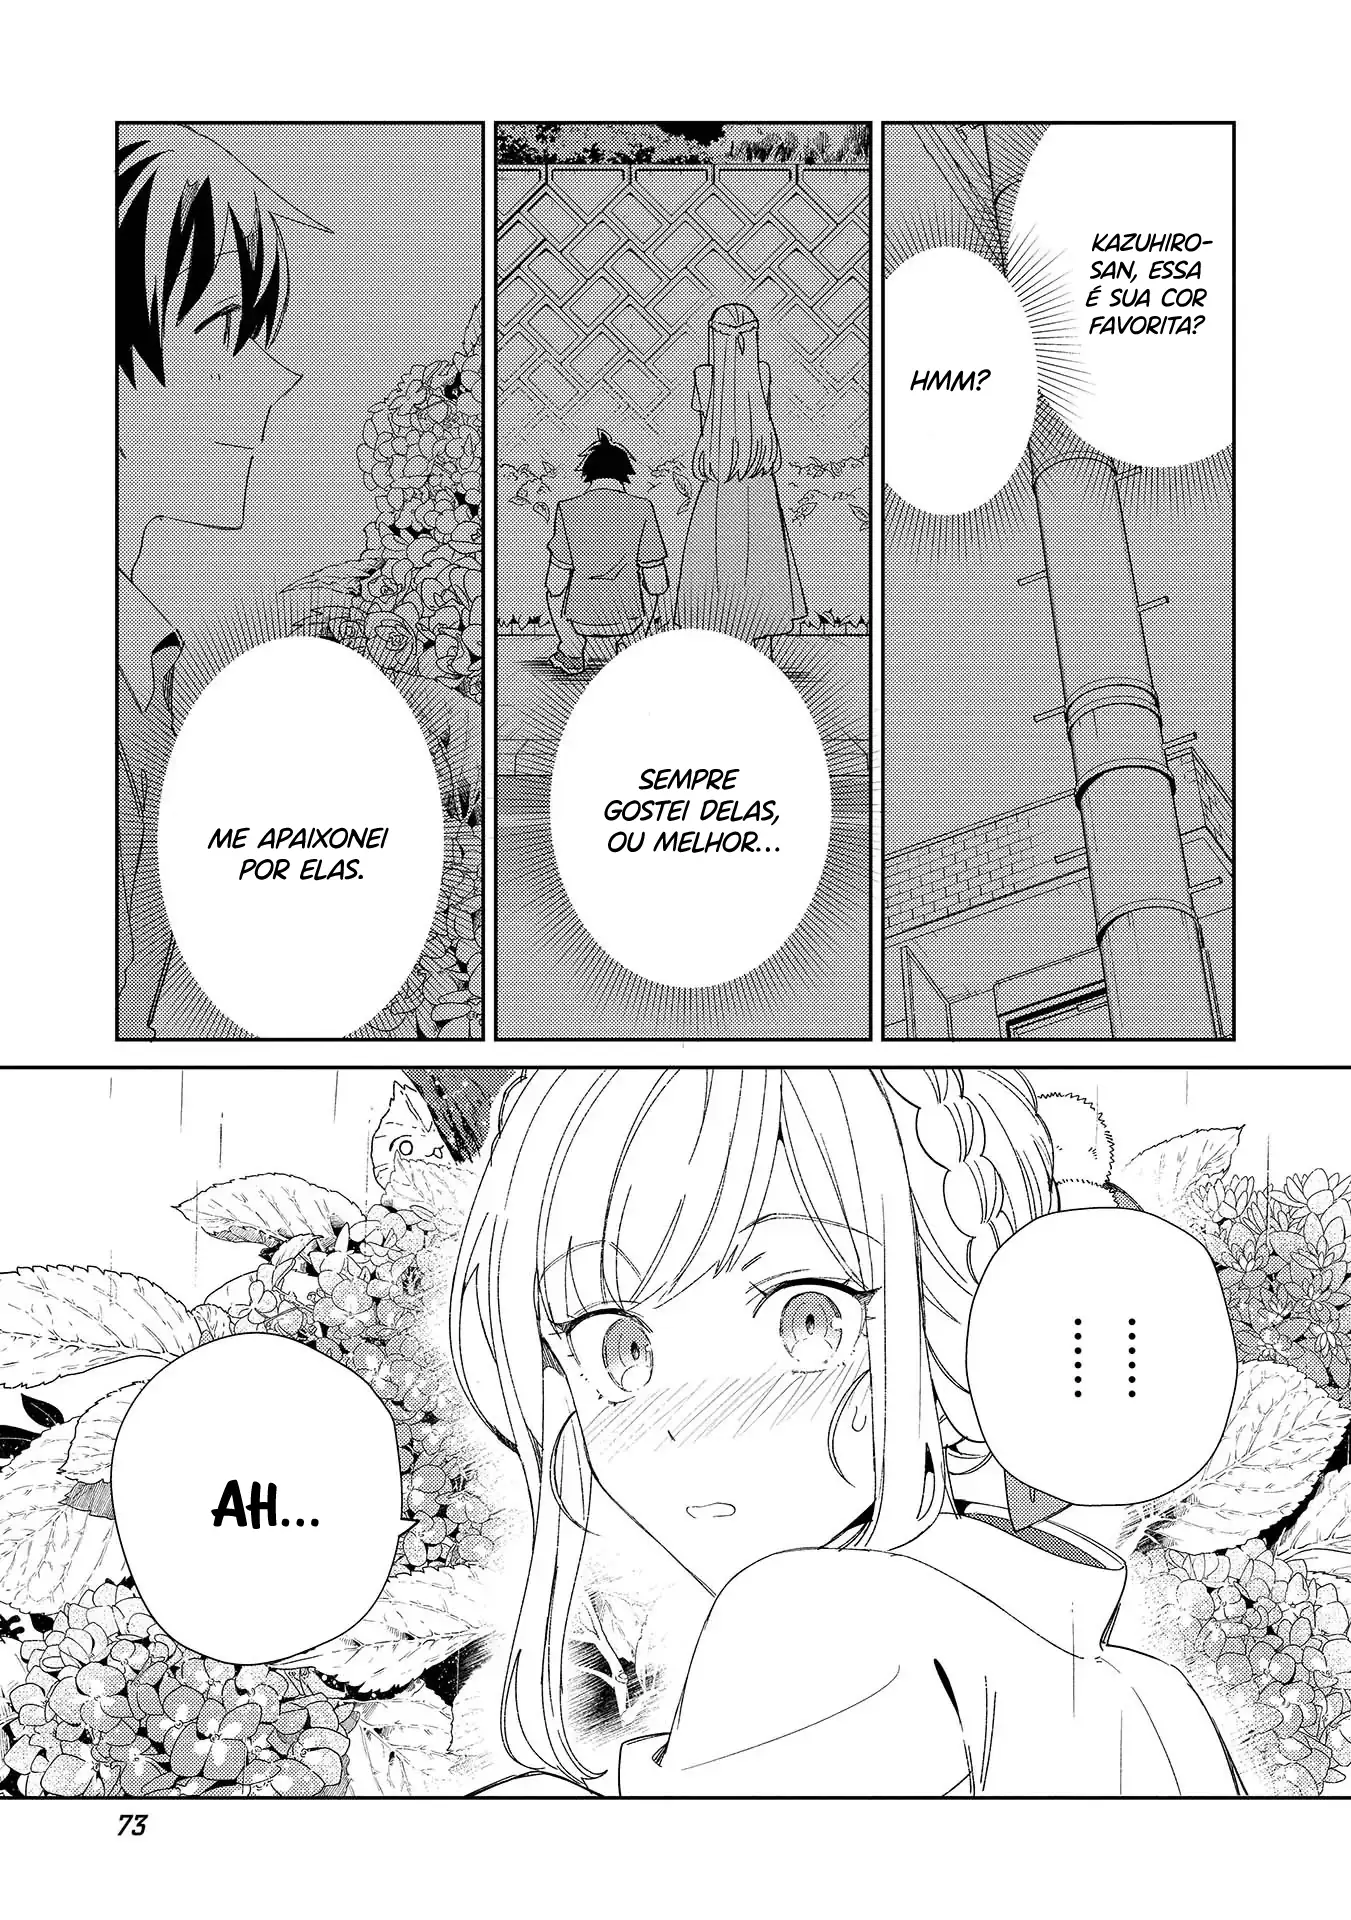 KAZUHIRO-
SAN, ESSA
É SUA COR
FAVORITA?
HMM?
SEMPRE
GOSTEI DELAS,
OU MELHOR...
ME APAIXONEI
POR ELAS.
......
......
AH...
73